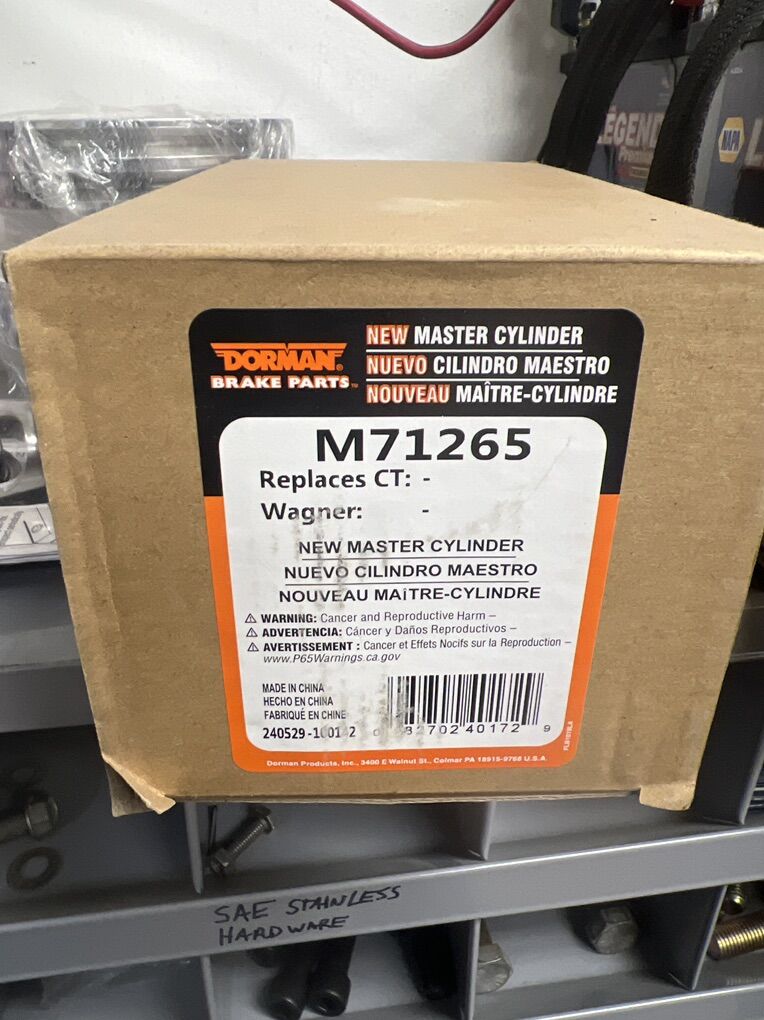 NAPA
DORMAN®
BRAKE PARTS™
NEW MASTER CYLINDER
NUEVO CILINDRO MAESTRO
NOUVEAU MAÎTRE-CYLINDRE
M71265
Replaces CT: -
Wagner: -
NEW MASTER CYLINDER
NUEVO CILINDRO MAESTRO
NOUVEAU MAÎTRE-CYLINDRE
⚠ WARNING: Cancer and Reproductive Harm –
⚠ ADVERTENCIA: Cáncer y Daños Reproductivos –
⚠ AVERTISSEMENT : Cancer et Effets Nocifs sur la Reproduction –
www.P65Warnings.ca.gov
MADE IN CHINA
HECHO EN CHINA
FABRIQUÉ EN CHINE
Dorman Products, Inc., 3400 E Walnut St., Colmar PA 18915-9768 U.S.A.
SAE STAINLESS
HARDWARE